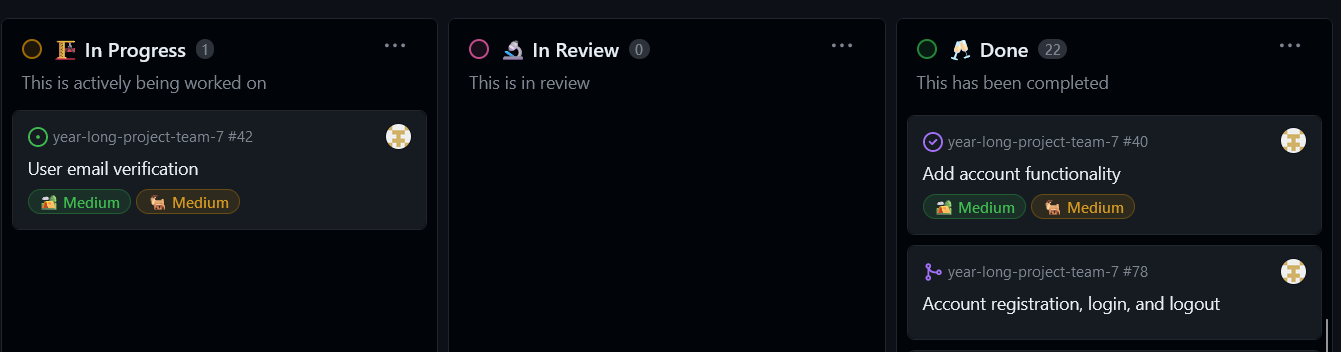 In Progress 1
This is actively being worked on
year-long-project-team-7 #42
User email verification
Medium Medium
In Review 0
This is in review
Done 22
This has been completed
year-long-project-team-7 #40
Add account functionality
Medium Medium
year-long-project-team-7 #78
Account registration, login, and logout